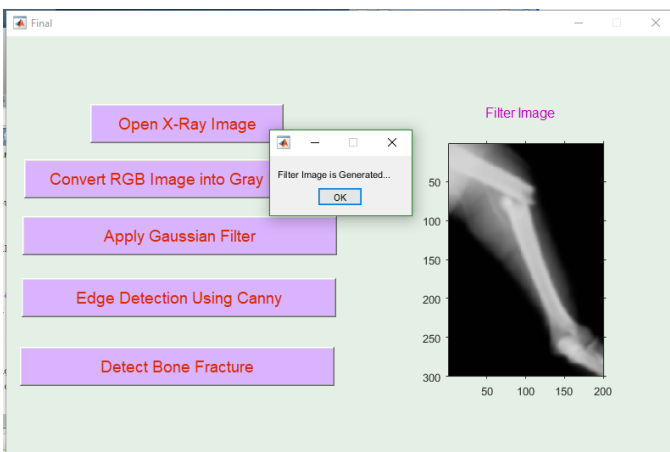 Final
Open X-Ray Image
Convert RGB Image into Gray
Apply Gaussian Filter
Edge Detection Using Canny
Detect Bone Fracture
Filter Image is Generated...
OK
Filter Image
50
100
150
200
250
300
50 100 150 200